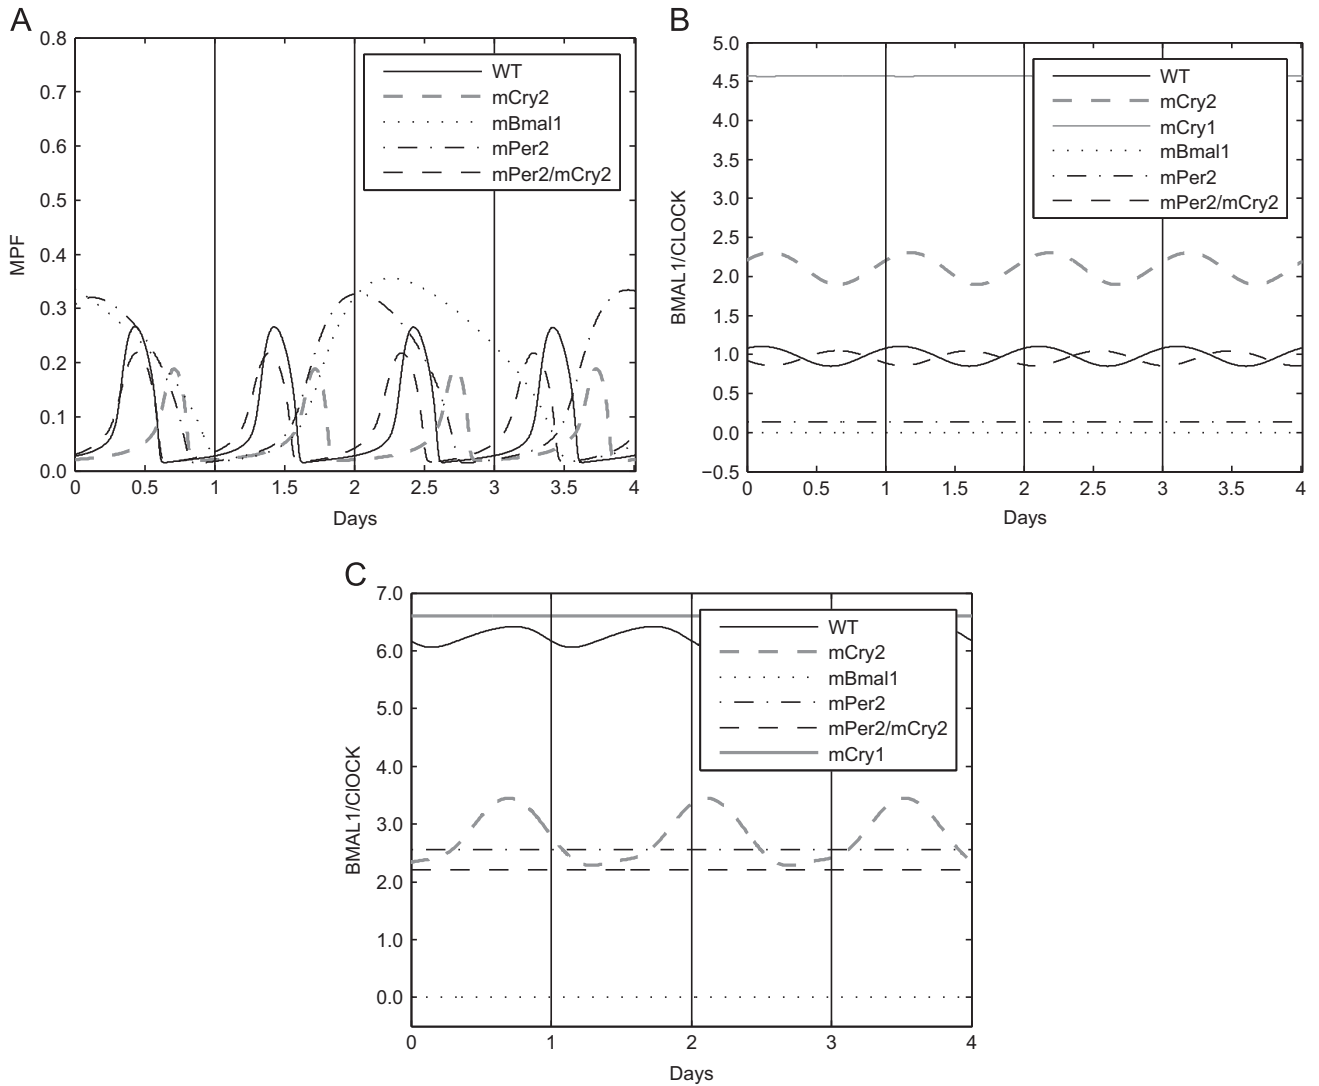 A
0.8
0.7
0.6
0.5
0.4
0.3
0.2
0.1
0.0
MPF
0 0.5 1 1.5 2 2.5 3 3.5 4
Days
WT
mCry2
mBmal1
mPer2
mPer2/mCry2
B
5.0
4.5
4.0
3.5
3.0
2.5
2.0
1.5
1.0
0.5
0.0
−0.5
BMAL1/CLOCK
0 0.5 1 1.5 2 2.5 3 3.5 4
Days
WT
mCry2
mCry1
mBmal1
mPer2
mPer2/mCry2
C
7.0
6.0
5.0
4.0
3.0
2.0
1.0
0.0
BMAL1/ClOCK
0 1 2 3 4
Days
WT
mCry2
mBmal1
mPer2
mPer2/mCry2
mCry1